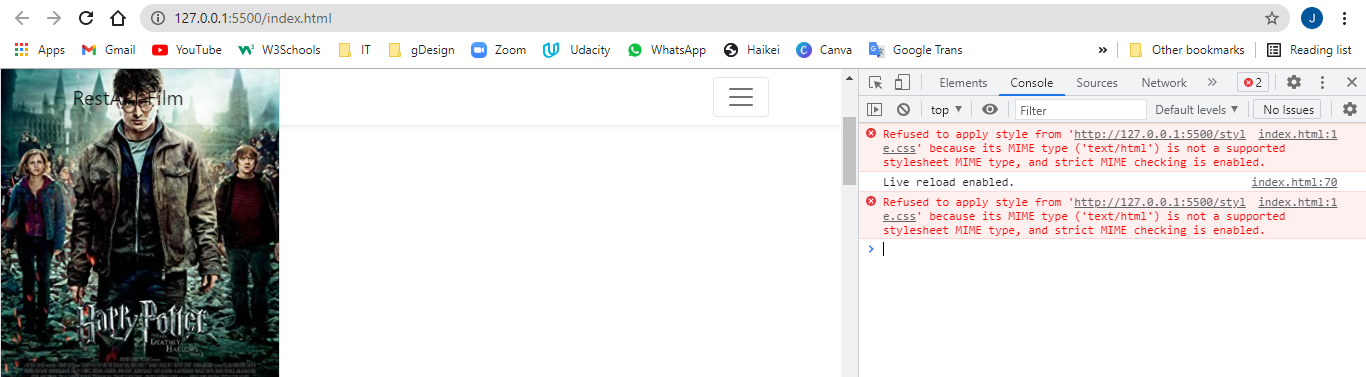 127.0.0.1:5500/index.html
J
Apps Gmail YouTube W3Schools IT gDesign Zoom Udacity WhatsApp Haikei Canva Google Trans » Other bookmarks Reading list
RestAPI Film
Harry Potter
Elements Console Sources Network » 2
top Filter Default levels No Issues
Refused to apply style from 'http://127.0.0.1:5500/styl index.html:1
e.css' because its MIME type ('text/html') is not a supported
stylesheet MIME type, and strict MIME checking is enabled.
Live reload enabled. index.html:70
Refused to apply style from 'http://127.0.0.1:5500/styl index.html:1
e.css' because its MIME type ('text/html') is not a supported
stylesheet MIME type, and strict MIME checking is enabled.